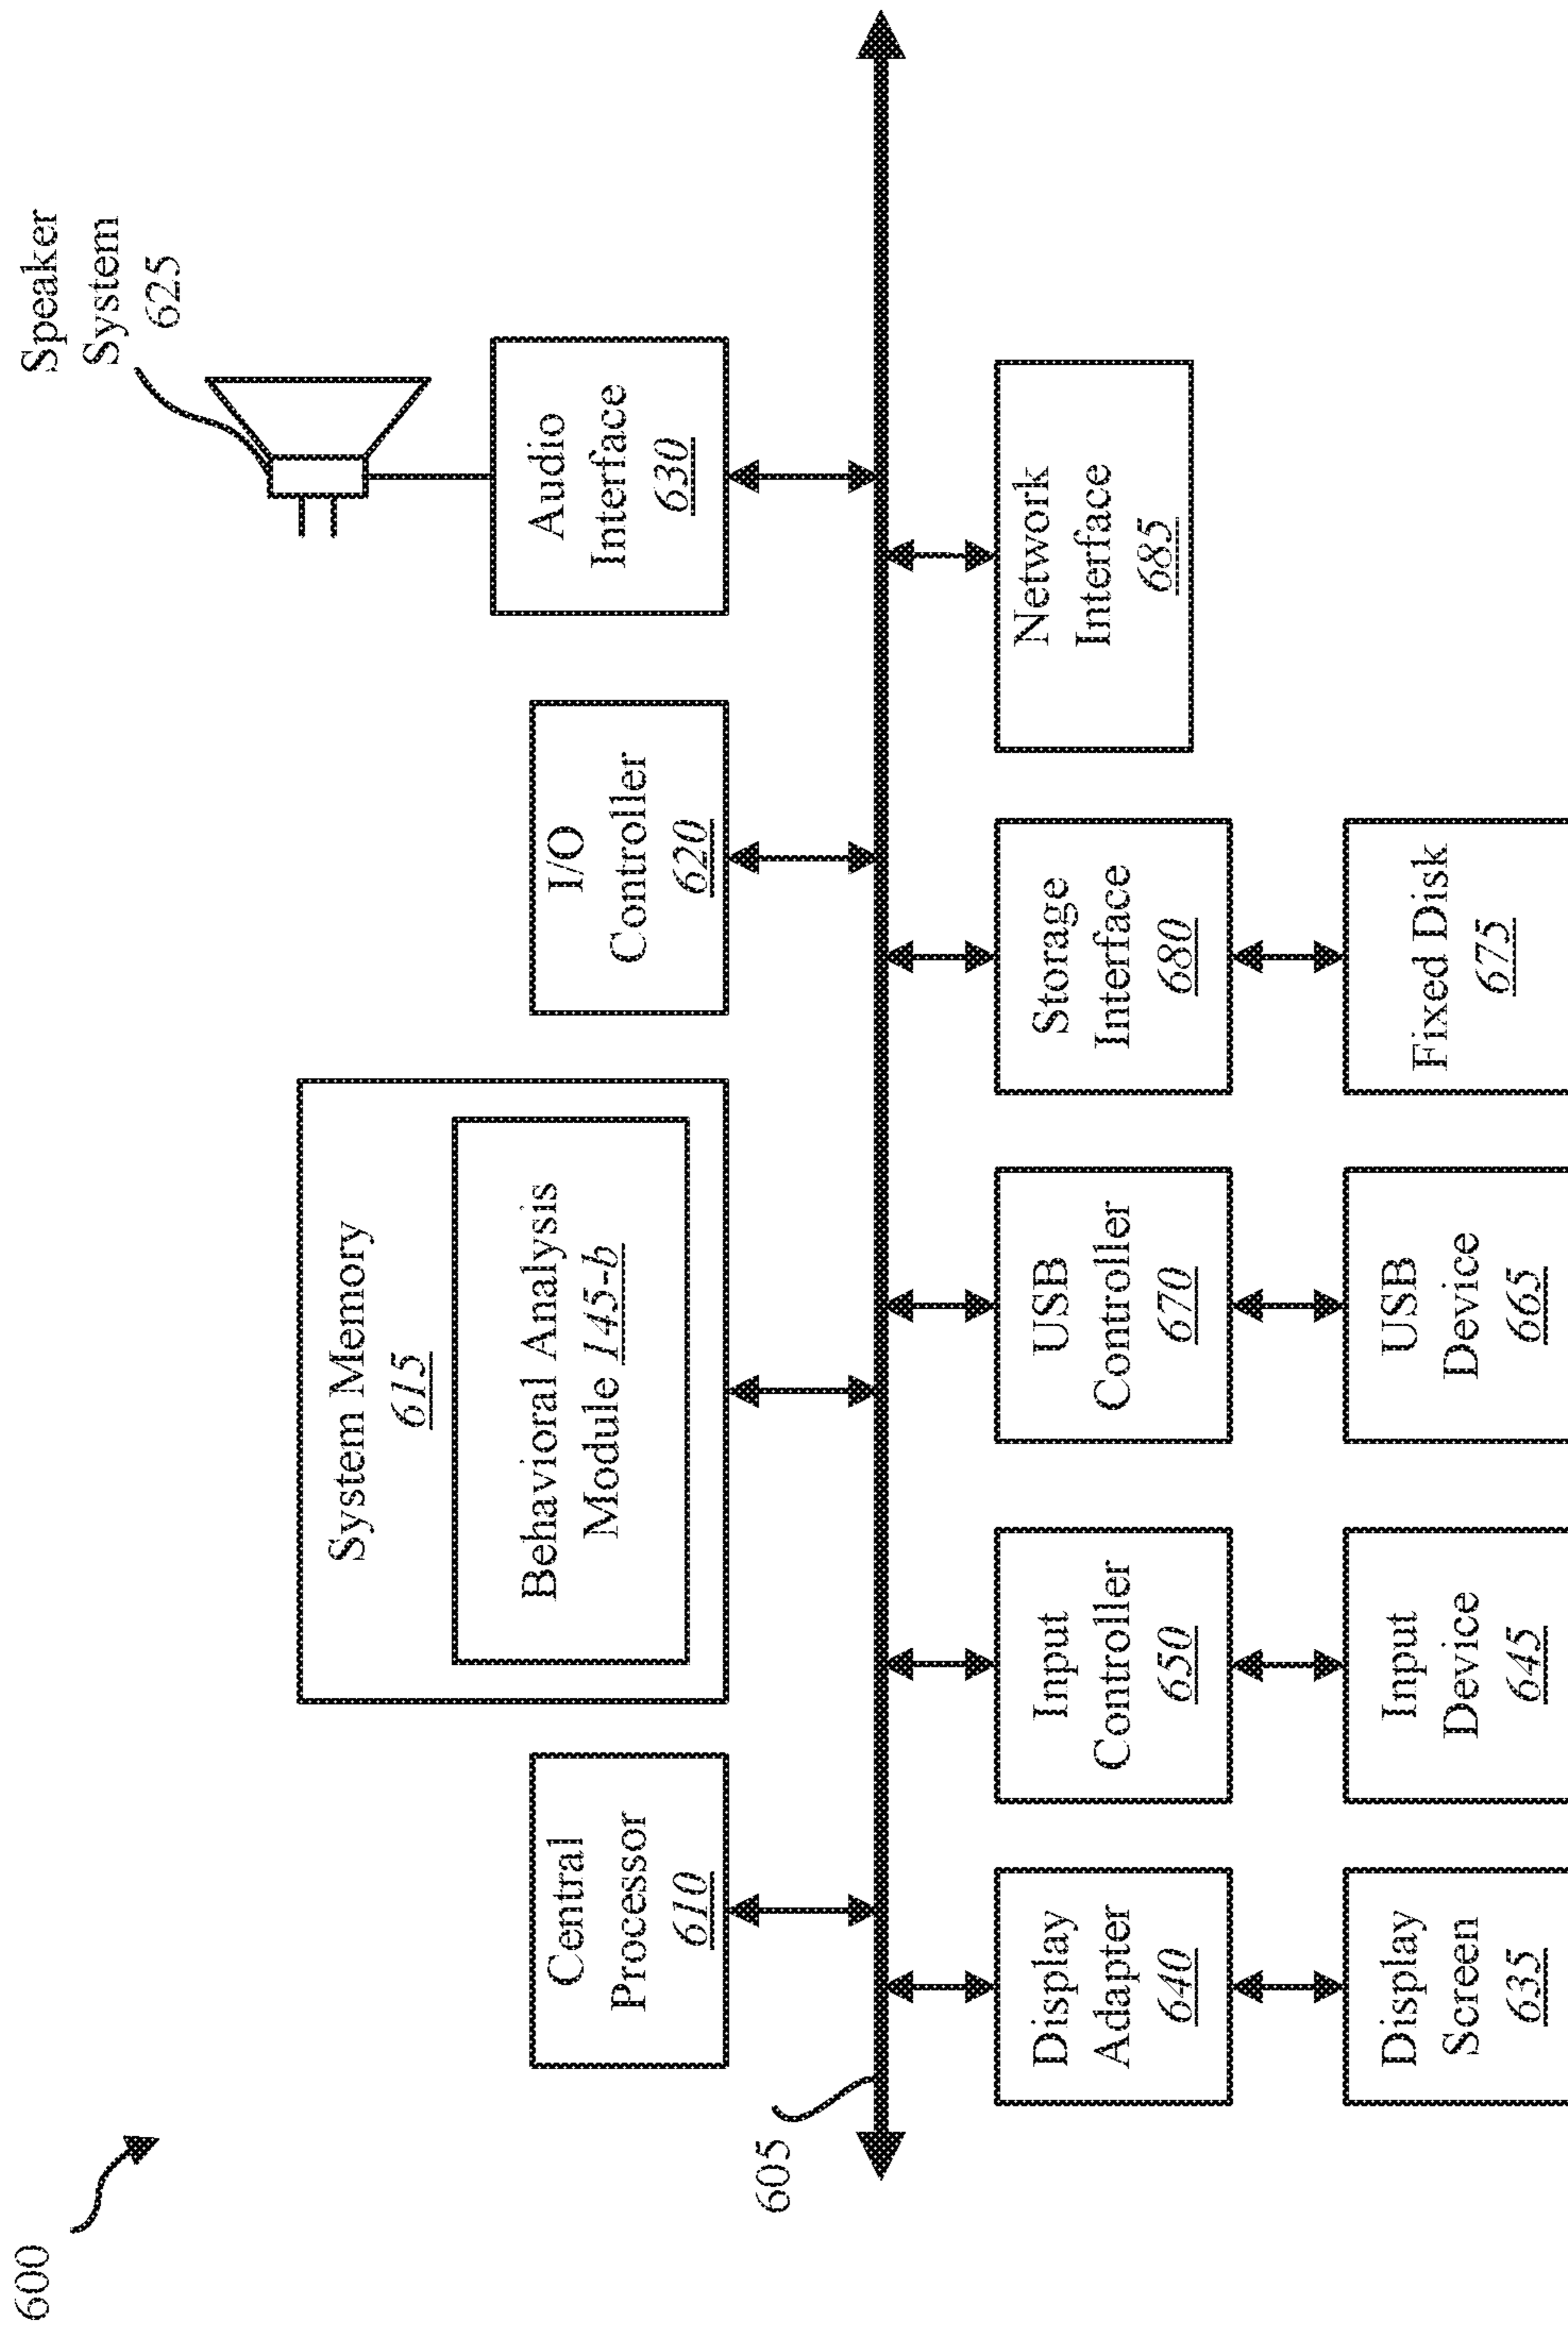 600
Speaker
System
625
System Memory
615
Behavioral Analysis
Module 145-b
Central
Processor
610
I/O
Controller
620
Audio
Interface
630
605
Display
Adapter
640
Input
Controller
650
USB
Controller
670
Storage
Interface
680
Network
Interface
685
Display
Screen
635
Input
Device
645
USB
Device
665
Fixed Disk
675